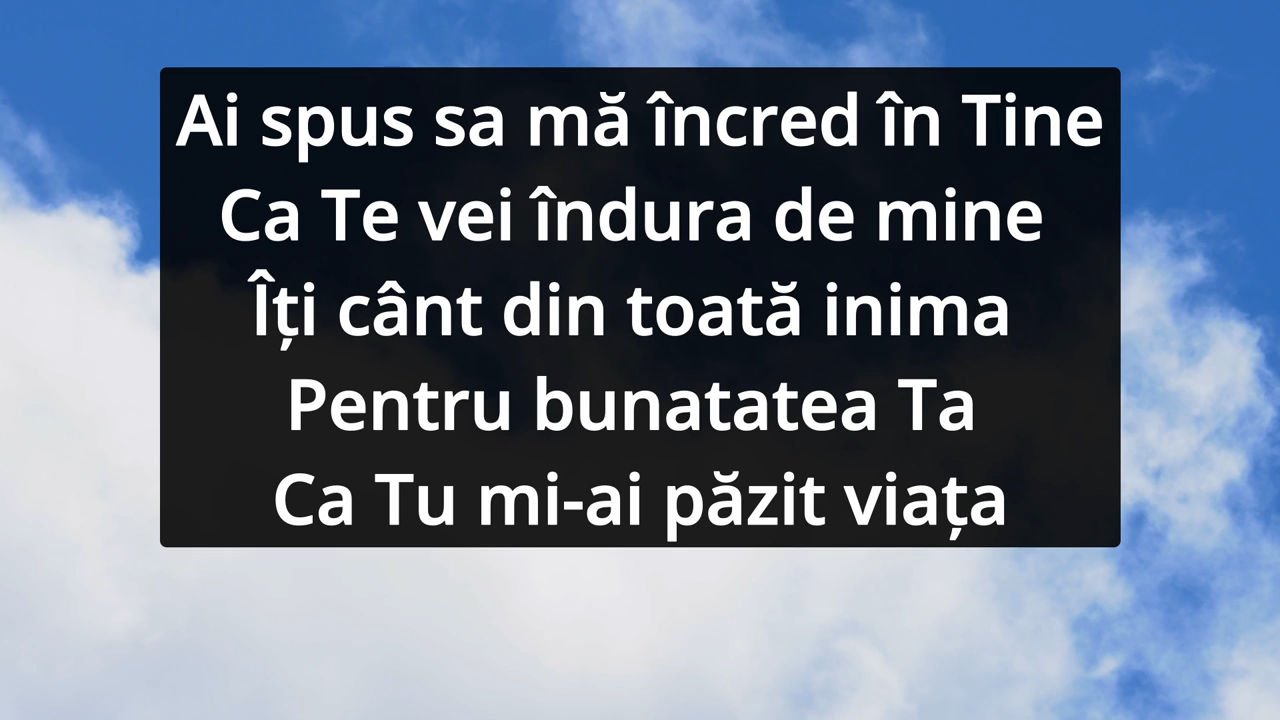 Ai spus sa mă încred în Tine
Ca Te vei îndura de mine
Îți cânt din toată inima
Pentru bunatatea Ta
Ca Tu mi-ai păzit viața